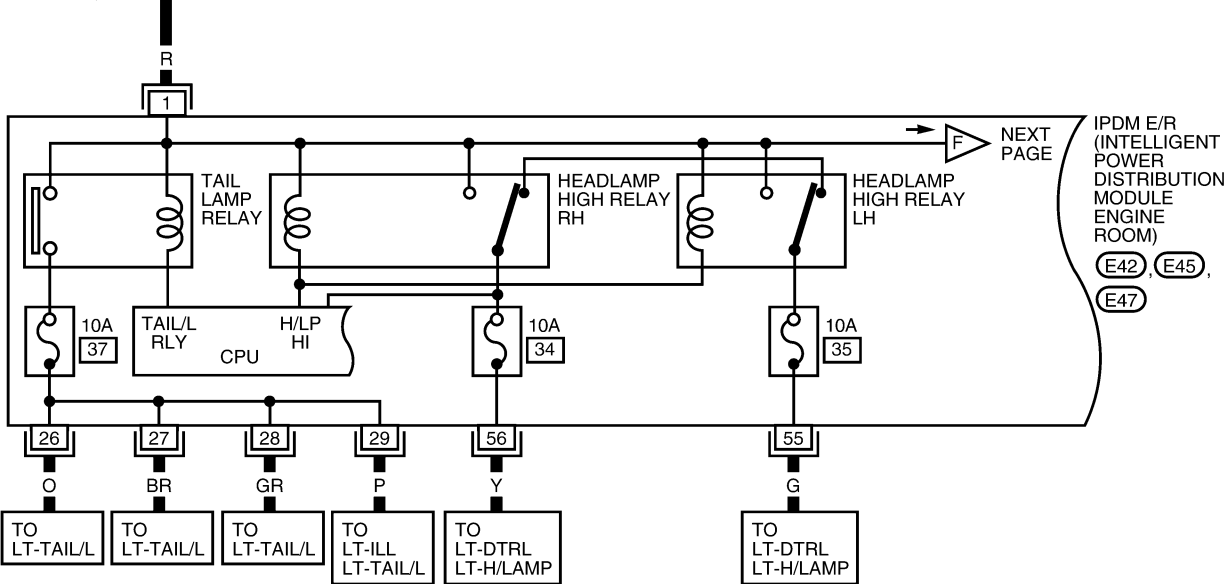 R
1
F
NEXT
PAGE
IPDM E/R
(INTELLIGENT
POWER
DISTRIBUTION
MODULE
ENGINE
ROOM)
E42 , E45 ,
E47
TAIL
LAMP
RELAY
HEADLAMP
HIGH RELAY
RH
HEADLAMP
HIGH RELAY
LH
10A
37
TAIL/L
RLY
H/LP
HI
CPU
10A
34
10A
35
26 27 28 29 56 55
O BR GR P Y G
TO
LT-TAIL/L
TO
LT-TAIL/L
TO
LT-TAIL/L
TO
LT-ILL
LT-TAIL/L
TO
LT-DTRL
LT-H/LAMP
TO
LT-DTRL
LT-H/LAMP